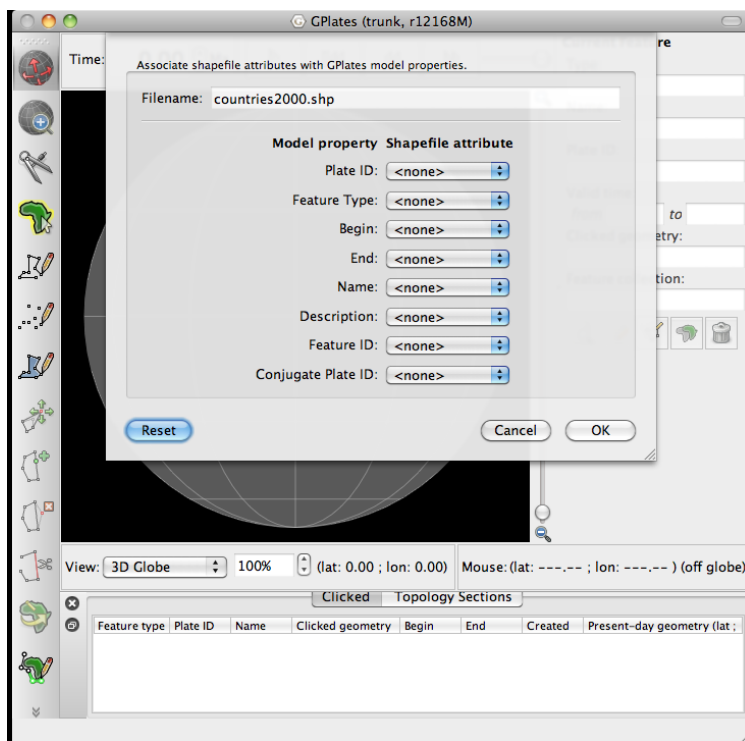 GPlates (trunk, r12168M)
Time:
re
Associate shapefile attributes with GPlates model properties.
Filename: countries2000.shp
Model property Shapefile attribute
Plate ID: <none>
Feature Type: <none>
Begin: <none>
to
End: <none>
etry:
Name: <none>
tion:
Description: <none>
Feature ID: <none>
Conjugate Plate ID: <none>
Reset Cancel OK
View: 3D Globe 100% (lat: 0.00 ; lon: 0.00) Mouse: (lat: ---.-- ; lon: ---.-- ) (off globe)
Clicked Topology Sections
Feature type Plate ID Name Clicked geometry Begin End Created Present-day geometry (lat ;